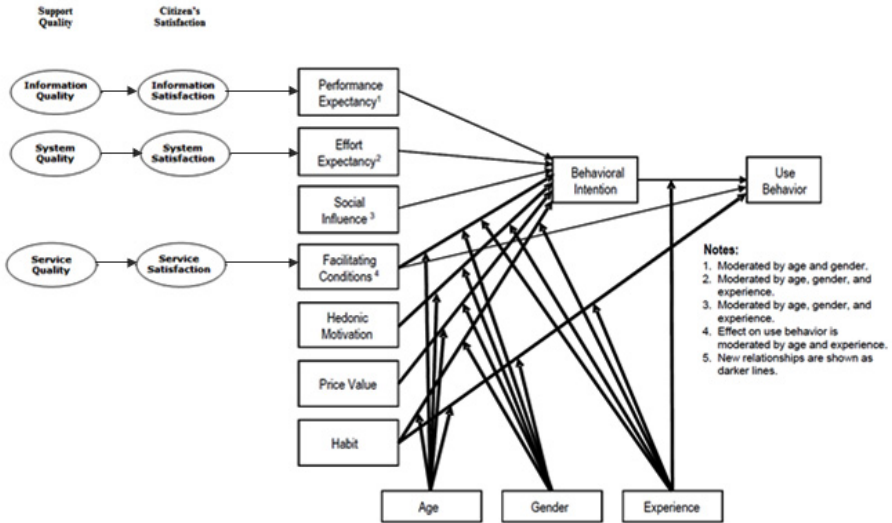 Support
Quality
Citizen's
Satisfaction
Information
Quality
Information
Satisfaction
Performance
Expectancy1
System
Quality
System
Satisfaction
Effort
Expectancy2
Behavioral
Intention
Use
Behavior
Social
Influence 3
Service
Quality
Service
Satisfaction
Facilitating
Conditions 4
Hedonic
Motivation
Price Value
Habit
Notes:
1. Moderated by age and gender.
2. Moderated by age, gender, and
experience.
3. Moderated by age, gender, and
experience.
4. Effect on use behavior is
moderated by age and experience.
5. New relationships are shown as
darker lines.
Age
Gender
Experience